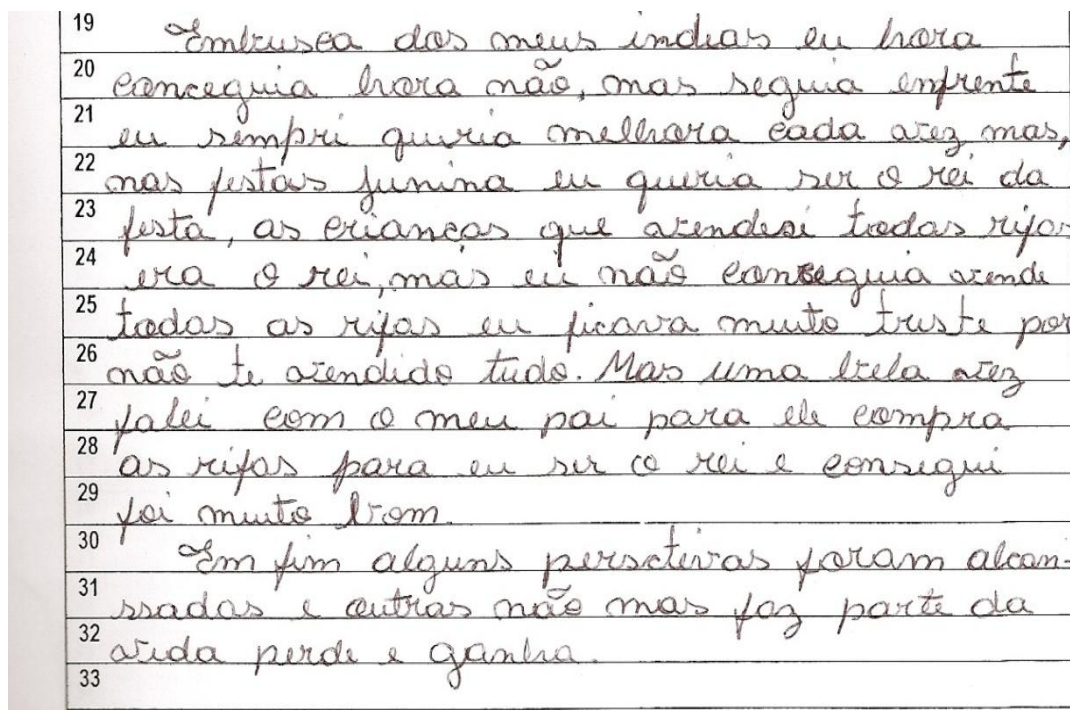 19 Embrusca dos meus indias eu hora
20 conceguia hora não, mas seguia enfrente
21 eu sempri quiria melhora cada vez mas,
22 nas festas junina eu queria ser o rei da
23 festa, as crianças que vendesi todas rifas
24 era o rei, mas eu não conseguia vende
25 todas as rifas eu ficava muito triste por
26 não te vendido tudo. Mas uma bela vez
27 falei com o meu pai para ele compra
28 as rifas para eu ser o rei e consegui
29 foi muito bom.
30 Em fim alguns persctivas foram alcan-
31 ssadas e outras não mas faz parte da
32 vida perde e ganha.
33